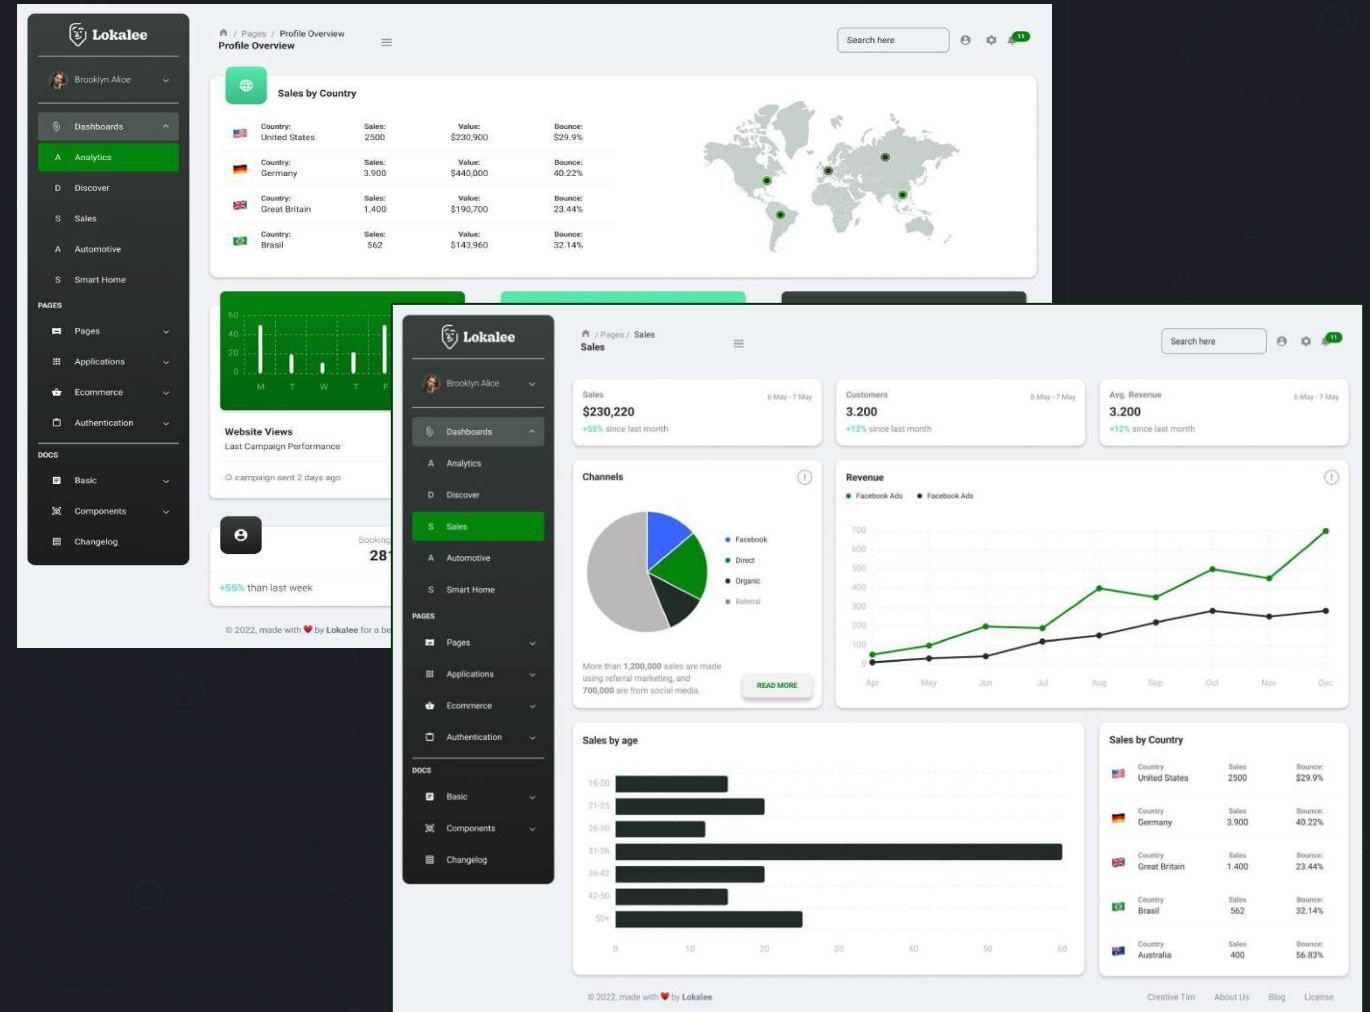 Lokalee
Brooklyn Alice
Dashboards
A Analytics
D Discover
S Sales
A Automotive
S Smart Home
PAGES
Pages
Applications
Ecommerce
Authentication
DOCS
Basic
Components
Changelog
/ Pages / Profile Overview
Profile Overview
Search here
11
Sales by Country
Country: Sales: Value: Bounce:
United States 2500 $230,900 $29.9%
Country: Sales: Value: Bounce:
Germany 3.900 $440,000 40.22%
Country: Sales: Value: Bounce:
Great Britain 1.400 $190,700 23.44%
Country: Sales: Value: Bounce:
Brasil 562 $143,960 32.14%
60
40
20
0
M T W T F
Website Views
Last Campaign Performance
campaign sent 2 days ago
Booking
281
+55% than last week
© 2022, made with ❤ by Lokalee for a be
Lokalee
Brooklyn Alice
Dashboards
A Analytics
D Discover
S Sales
A Automotive
S Smart Home
PAGES
Pages
Applications
Ecommerce
Authentication
DOCS
Basic
Components
Changelog
/ Pages / Sales
Sales
Search here
11
Sales 6 May - 7 May
$230,220
+55% since last month
Customers 6 May - 7 May
3.200
+12% since last month
Avg. Revenue 6 May - 7 May
3.200
+12% since last month
Channels
Facebook
Direct
Organic
Referral
More than 1,200,000 sales are made
using referral marketing, and
700,000 are from social media.
READ MORE
Revenue
Facebook Ads Facebook Ads
700
600
500
400
300
200
100
0
Apr May Jun Jul Aug Sep Oct Nov Dec
Sales by age
16-20
21-25
26-30
31-36
36-42
42-50
50+
0 10 20 30 40 50 60
Sales by Country
Country Sales Bounce:
United States 2500 $29.9%
Country Sales Bounce:
Germany 3.900 40.22%
Country Sales Bounce:
Great Britain 1.400 23.44%
Country Sales Bounce:
Brasil 562 32.14%
Country Sales Bounce:
Australia 400 56.83%
© 2022, made with ❤ by Lokalee.
Creative Tim About Us Blog License